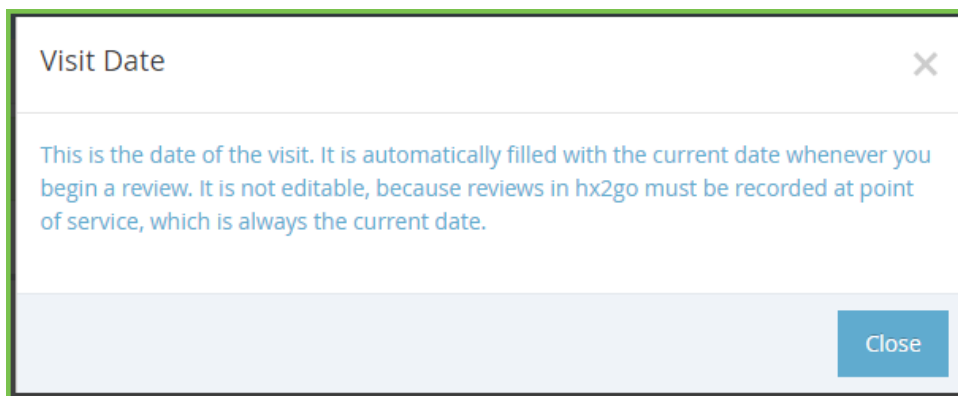 Visit Date
This is the date of the visit. It is automatically filled with the current date whenever you
begin a review. It is not editable, because reviews in hx2go must be recorded at point
of service, which is always the current date.
Close